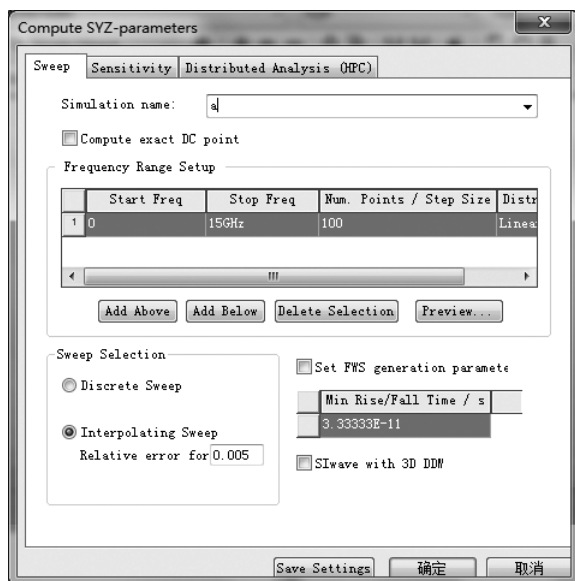 Compute SYZ-parameters
Sweep Sensitivity Distributed Analysis (HPC)
Simulation name: a
Compute exact DC point
Frequency Range Setup
Start Freq Stop Freq Num. Points / Step Size Distr
1 0 15GHz 100 Linea
Add Above Add Below Delete Selection Preview...
Sweep Selection
Discrete Sweep
Interpolating Sweep
Relative error for 0.005
Set FWS generation paramete
Min Rise/Fall Time / s
3.33333E-11
SIwave with 3D DDM
Save Settings 确定 取消